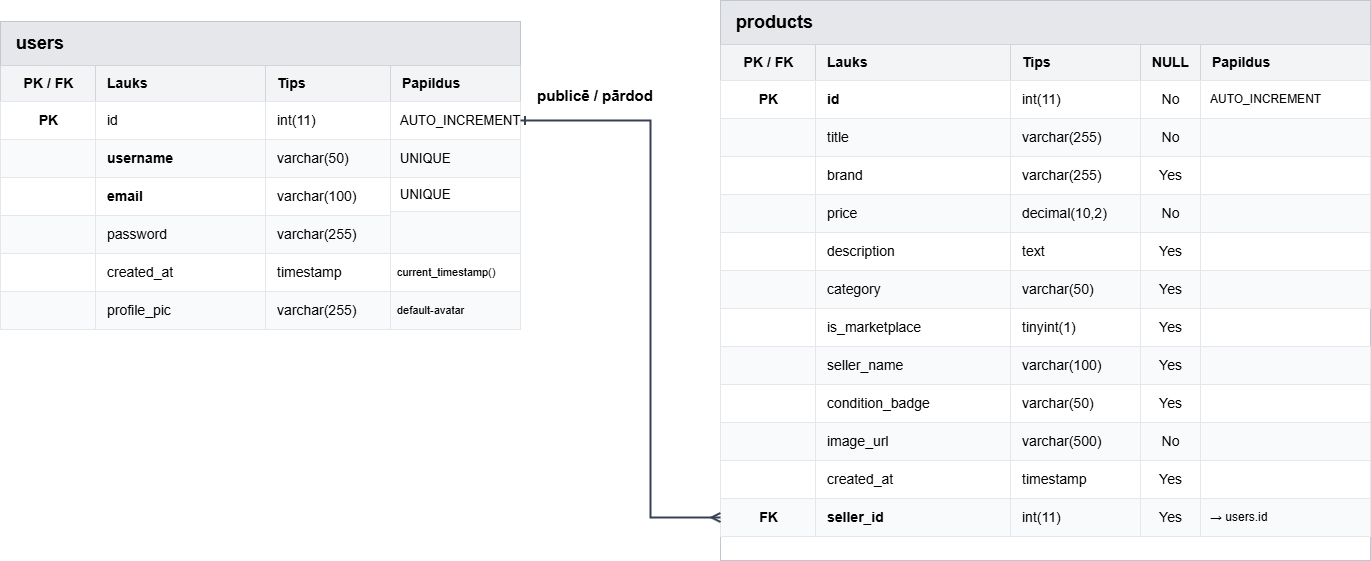 users
PK / FK Lauks Tips Papildus
PK id int(11) AUTO_INCREMENT
username varchar(50) UNIQUE
email varchar(100) UNIQUE
password varchar(255)
created_at timestamp current_timestamp()
profile_pic varchar(255) default-avatar
publicē / pārdod
products
PK / FK Lauks Tips NULL Papildus
PK id int(11) No AUTO_INCREMENT
title varchar(255) No
brand varchar(255) Yes
price decimal(10,2) No
description text Yes
category varchar(50) Yes
is_marketplace tinyint(1) Yes
seller_name varchar(100) Yes
condition_badge varchar(50) Yes
image_url varchar(500) No
created_at timestamp Yes
FK seller_id int(11) Yes → users.id